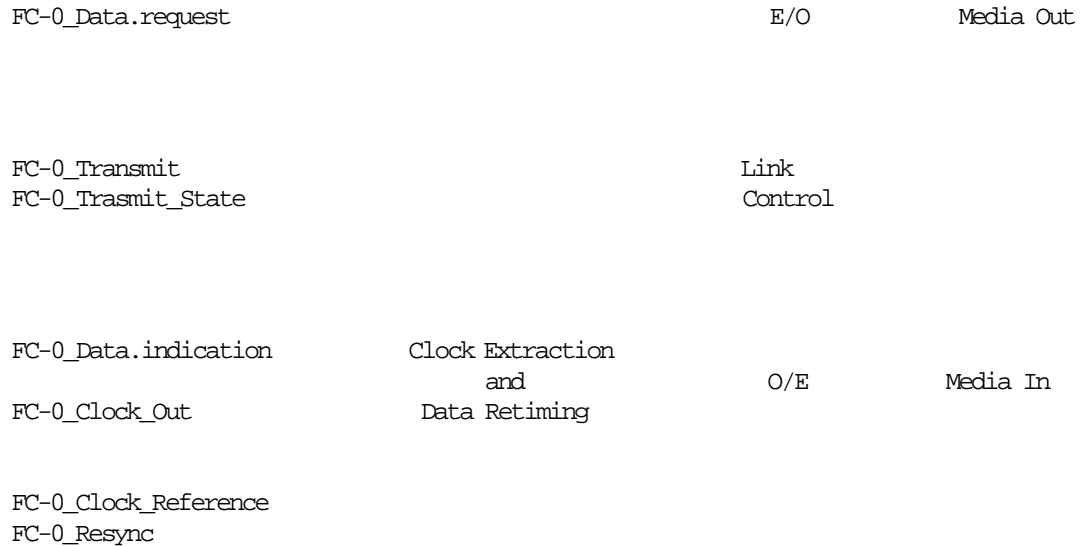 FC-0_Data.request E/O Media Out
FC-0_Transmit Link
FC-0_Trasmit_State Control
FC-0_Data.indication Clock Extraction
and O/E Media In
FC-0_Clock_Out Data Retiming
FC-0_Clock_Reference
FC-0_Resync